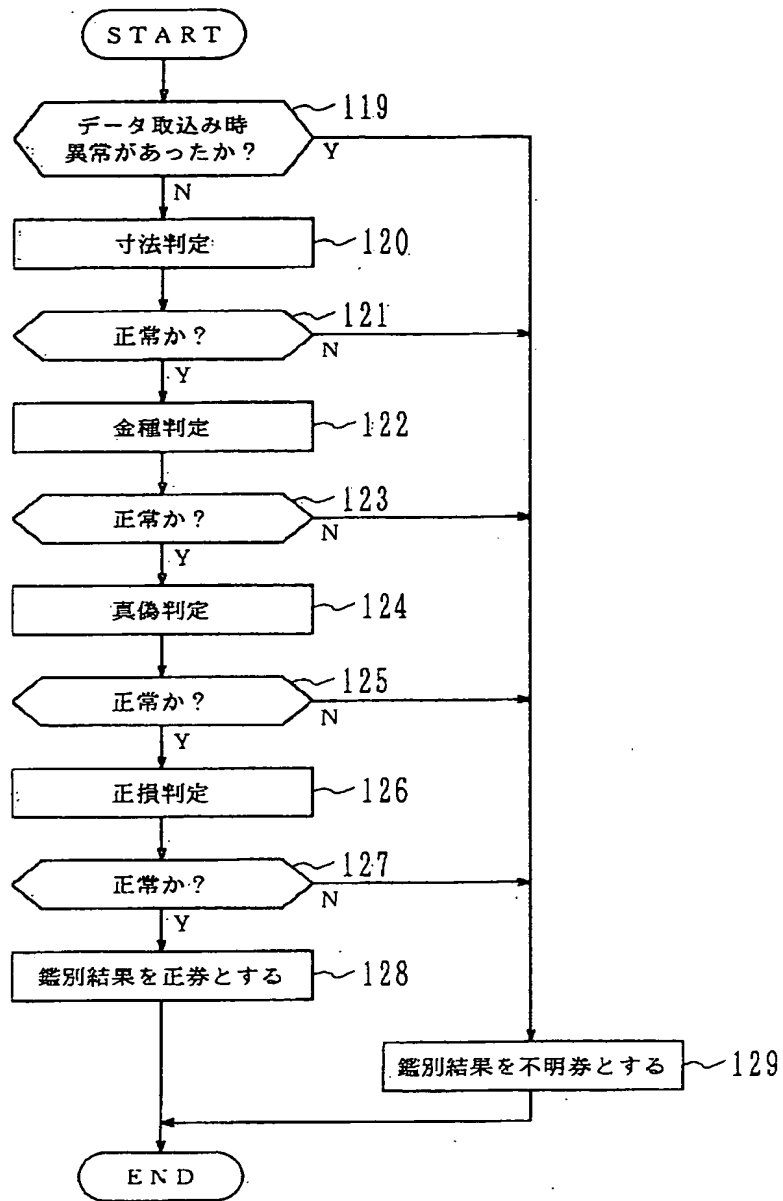 START
119
データ取込み時
異常があったか？
Y
N
寸法判定
120
121
正常か？
N
Y
金種判定
122
123
正常か？
N
Y
真偽判定
124
125
正常か？
N
Y
正損判定
126
127
正常か？
N
Y
鑑別結果を正券とする
128
鑑別結果を不明券とする
129
END